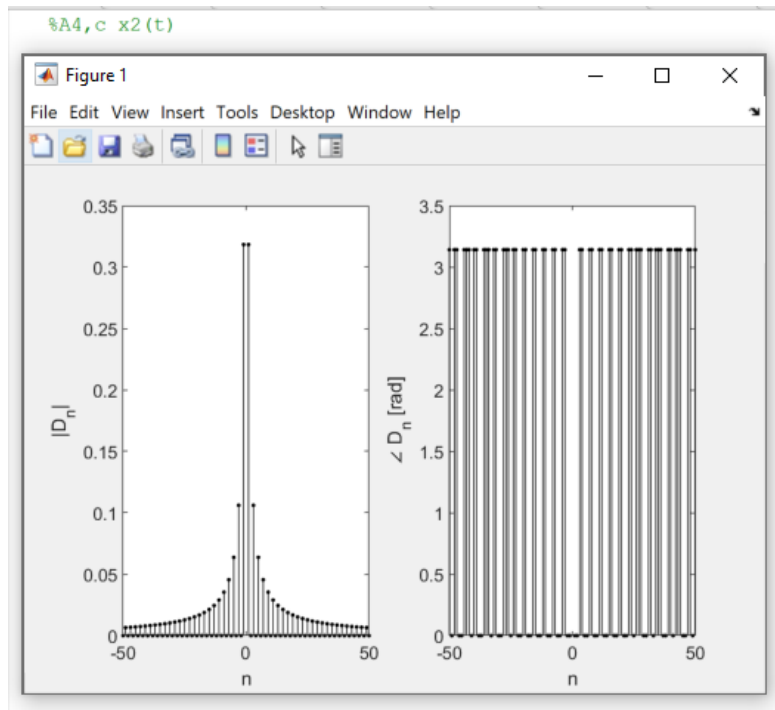 %A4,c x2(t)
Figure 1
File Edit View Insert Tools Desktop Window Help
0.35
0.3
0.25
0.2
0.15
0.1
0.05
0
-50 0 50
n
|Dn|
3.5
3
2.5
2
1.5
1
0.5
0
-50 0 50
n
∠ Dn [rad]